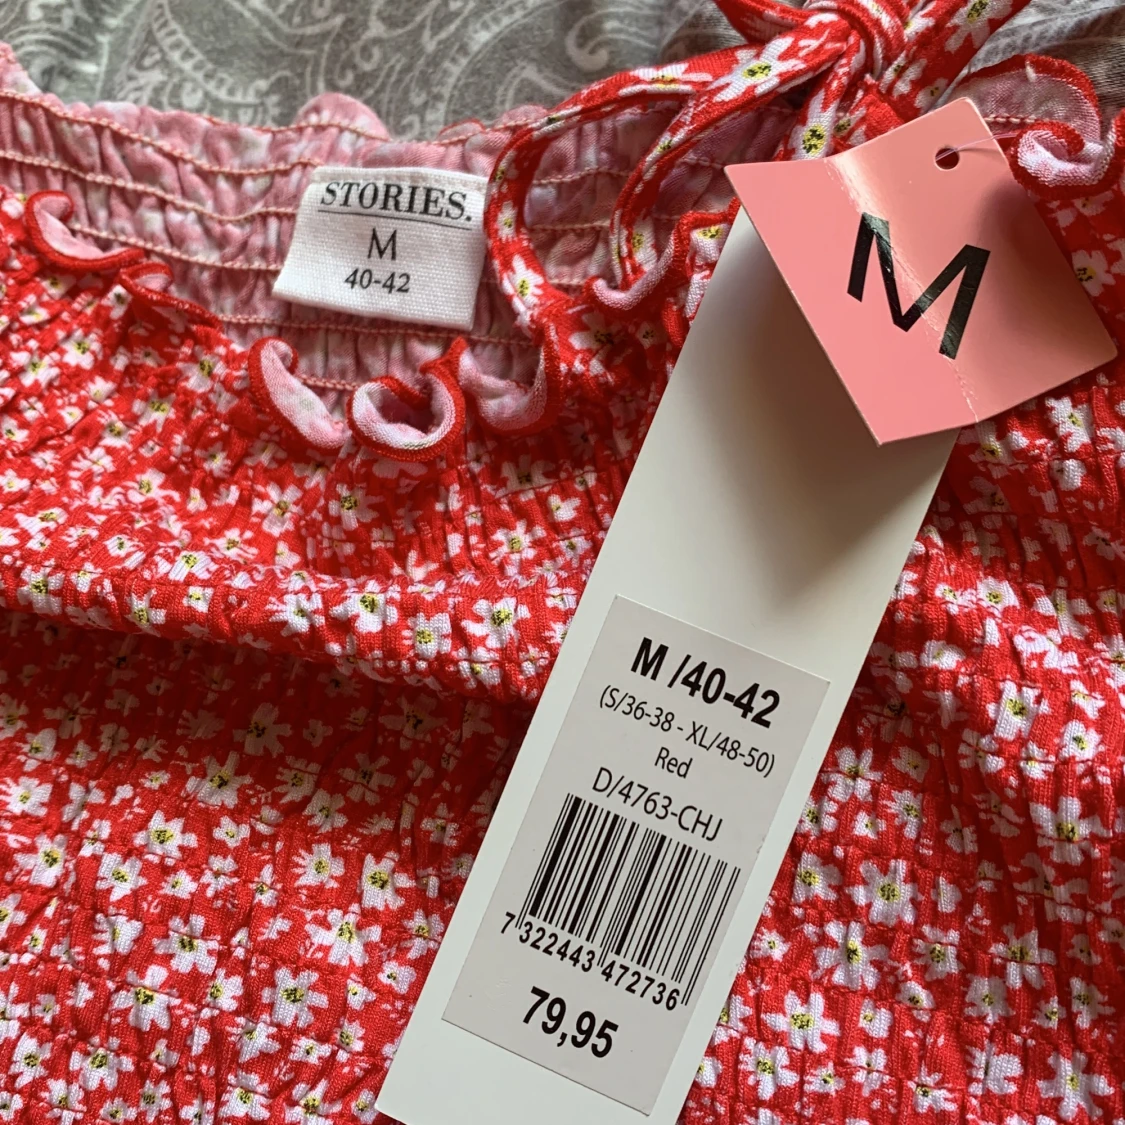 STORIES.
M
40-42
M
M /40-42
(S/36-38 - XL/48-50)
Red
D/4763-CHJ
7 322443 472736
79,95